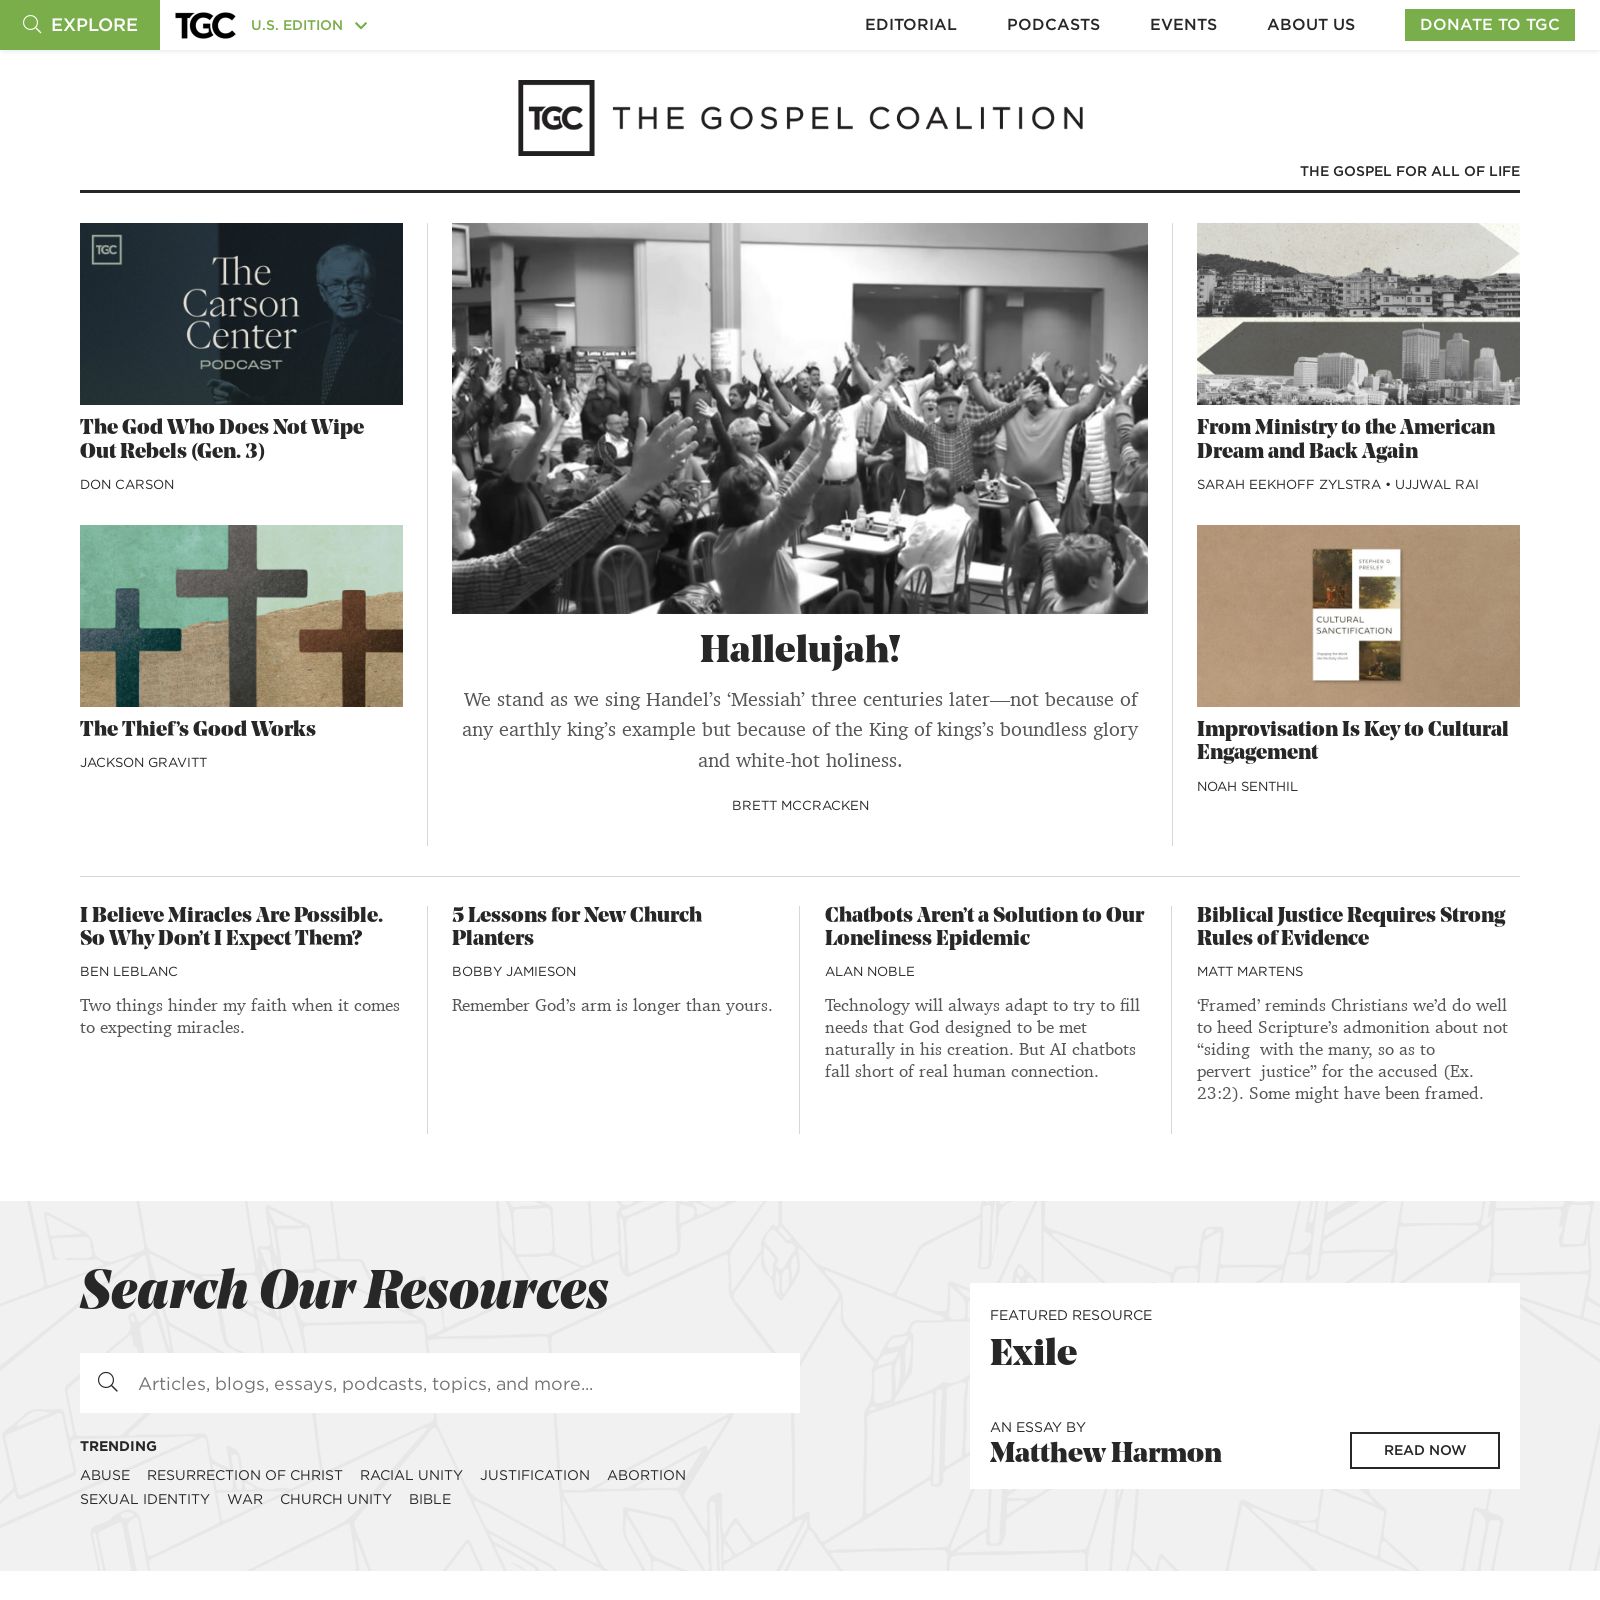 EXPLORE
TGC
U.S. EDITION
EDITORIAL
PODCASTS
EVENTS
ABOUT US
DONATE TO TGC
TGC THE GOSPEL COALITION
THE GOSPEL FOR ALL OF LIFE
TGC
The
Carson
Center
PODCAST
The God Who Does Not Wipe
Out Rebels (Gen. 3)
DON CARSON
The Thief’s Good Works
JACKSON GRAVITT
Hallelujah!
We stand as we sing Handel’s ‘Messiah’ three centuries later—not because of
any earthly king’s example but because of the King of kings’s boundless glory
and white-hot holiness.
BRETT MCCRACKEN
From Ministry to the American
Dream and Back Again
SARAH EEKHOFF ZYLSTRA • UJJWAL RAI
STEPHEN O.
PRESLEY
CULTURAL
SANCTIFICATION
Improvisation Is Key to Cultural
Engagement
NOAH SENTHIL
I Believe Miracles Are Possible.
So Why Don’t I Expect Them?
BEN LEBLANC
Two things hinder my faith when it comes
to expecting miracles.
5 Lessons for New Church
Planters
BOBBY JAMIESON
Remember God’s arm is longer than yours.
Chatbots Aren’t a Solution to Our
Loneliness Epidemic
ALAN NOBLE
Technology will always adapt to try to fill
needs that God designed to be met
naturally in his creation. But AI chatbots
fall short of real human connection.
Biblical Justice Requires Strong
Rules of Evidence
MATT MARTENS
‘Framed’ reminds Christians we’d do well
to heed Scripture’s admonition about not
“siding with the many, so as to
pervert justice” for the accused (Ex.
23:2). Some might have been framed.
Search Our Resources
Articles, blogs, essays, podcasts, topics, and more...
TRENDING
ABUSE RESURRECTION OF CHRIST RACIAL UNITY JUSTIFICATION ABORTION
SEXUAL IDENTITY WAR CHURCH UNITY BIBLE
FEATURED RESOURCE
Exile
AN ESSAY BY
Matthew Harmon
READ NOW